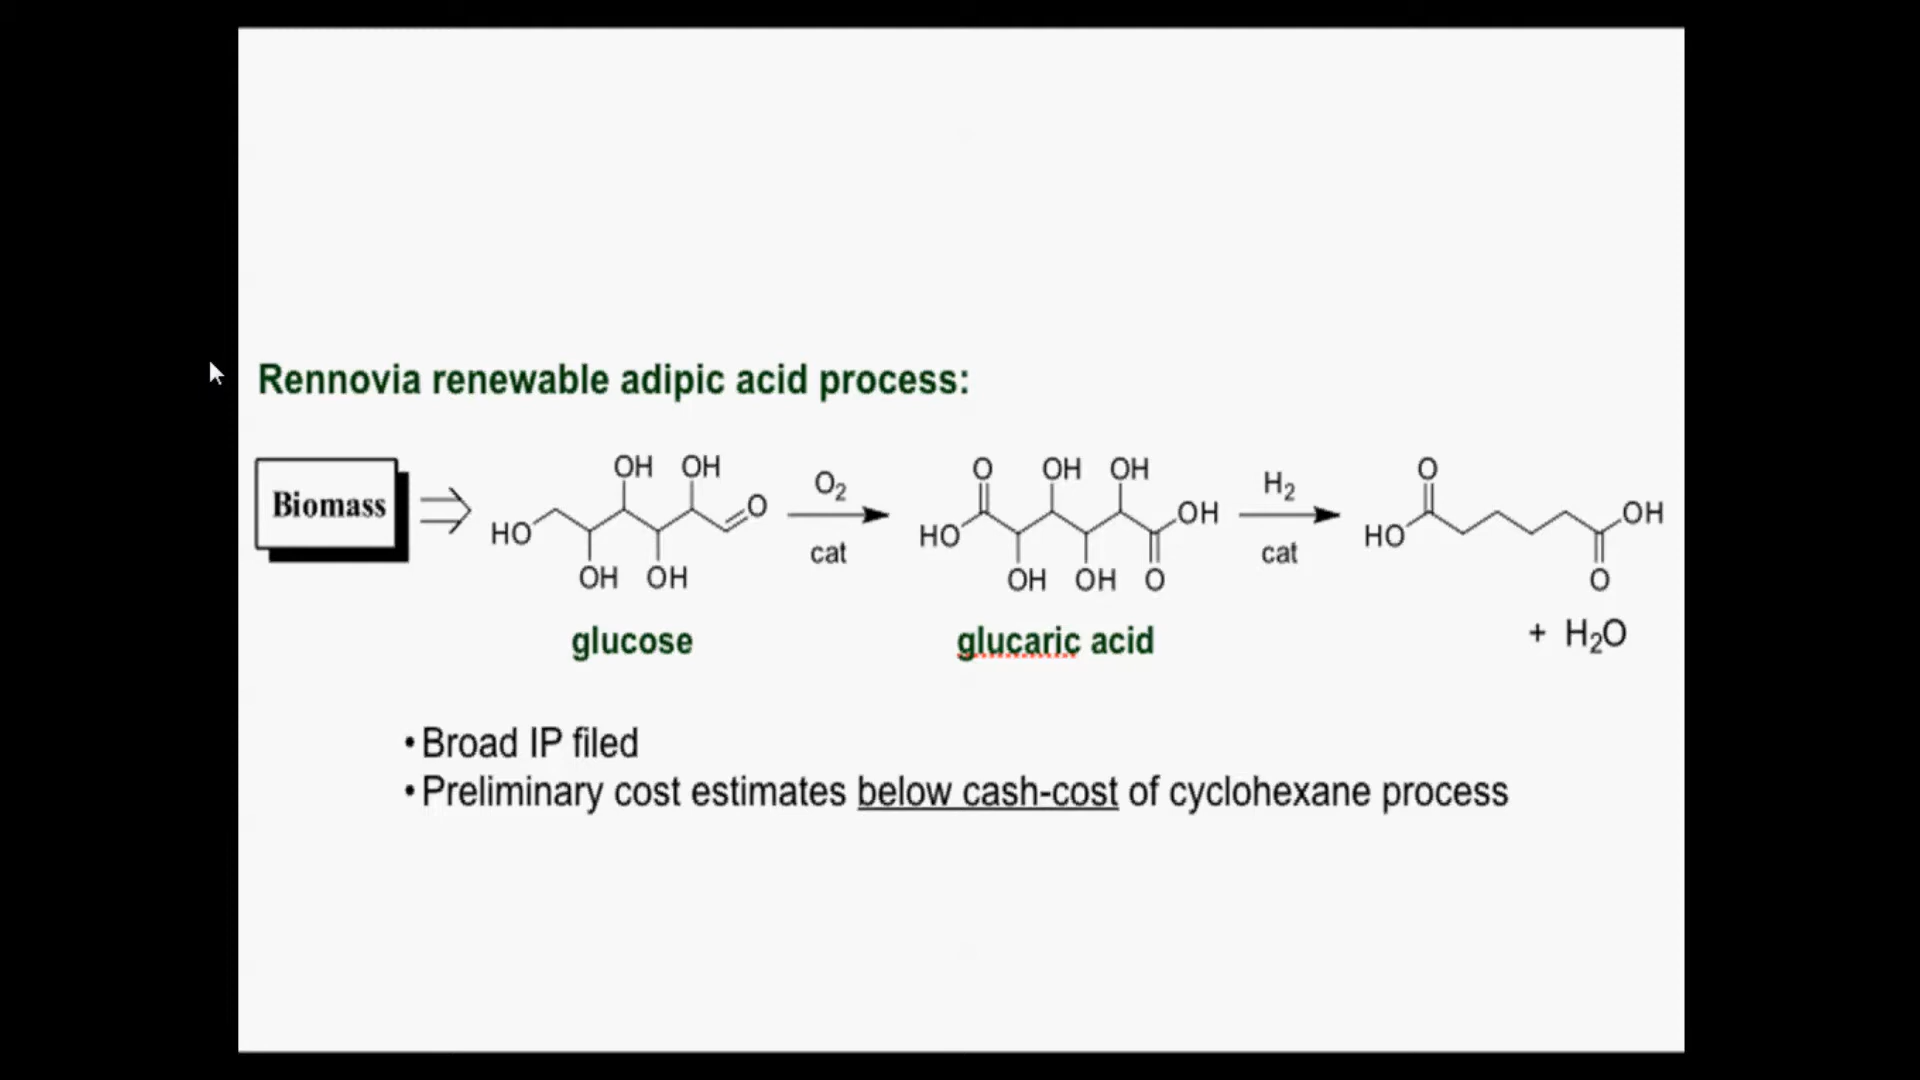 Rennovia renewable adipic acid process:
Biomass
HO OH OH OH OH O
O₂
cat
HO O OH OH OH OH OH O
H₂
cat
HO O OH O
glucose
glucaric acid
+ H₂O
•Broad IP filed
•Preliminary cost estimates below cash-cost of cyclohexane process